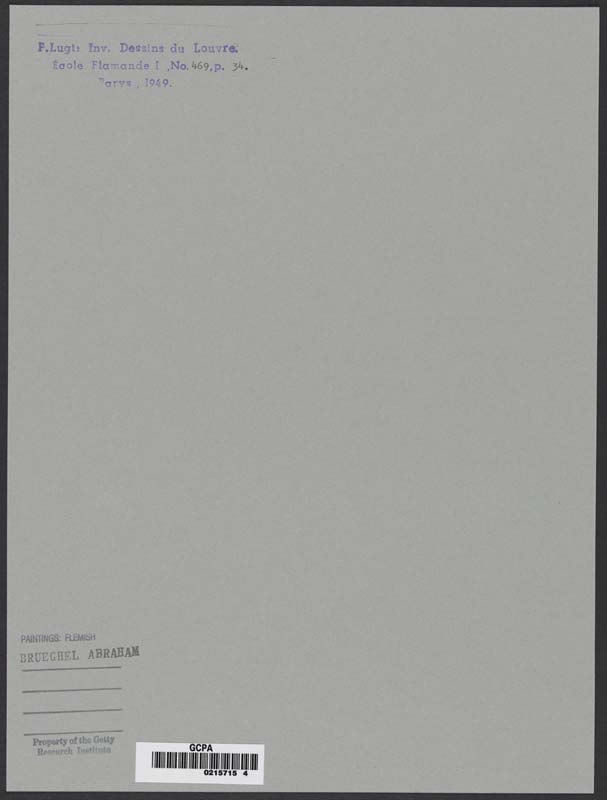 F.Lugt: Inv. Dessins du Louvre.
École Flamande I ,No. 469, p. 34.
Parys , 1949.
PAINTINGS: FLEMISH
BRUEGHEL ABRAHAM
Property of the Getty
Research Institute
GCPA
0215715 4